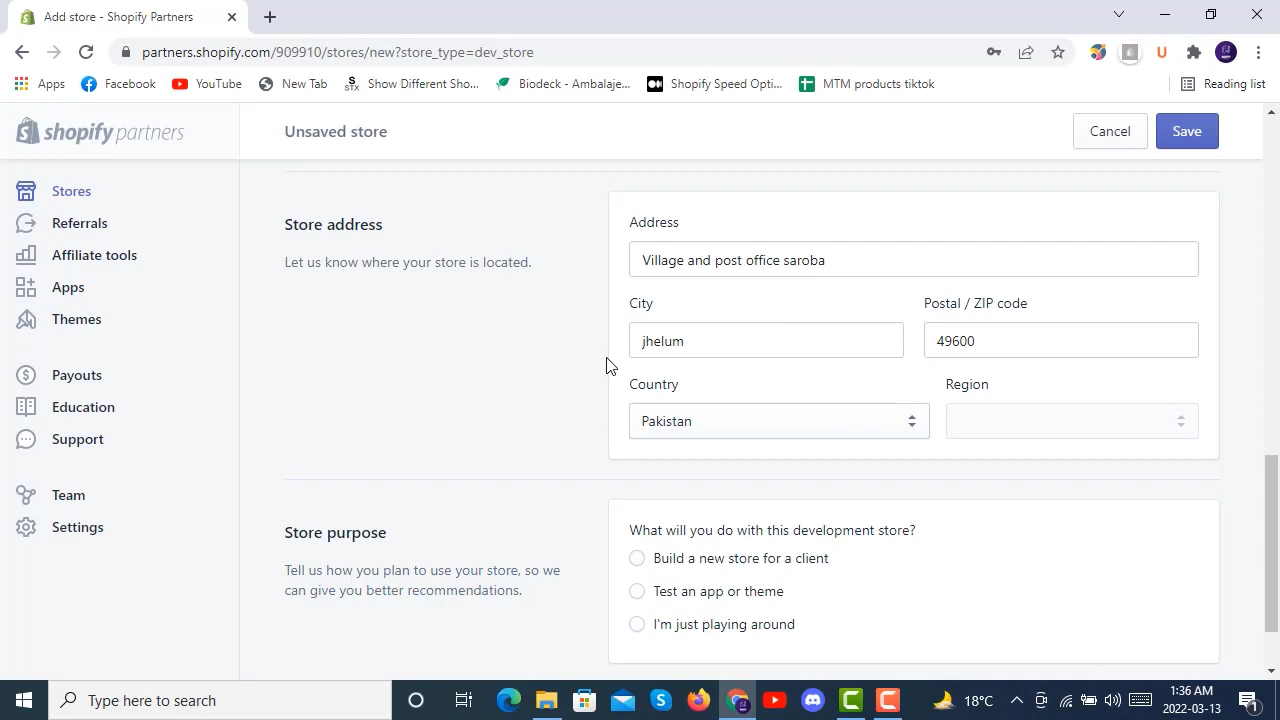 Add store - Shopify Partners
partners.shopify.com/909910/stores/new?store_type=dev_store
Apps Facebook YouTube New Tab STX Show Different Sho... Biodeck - Ambalaje... Shopify Speed Opti... MTM products tiktok Reading list
shopify partners
Unsaved store
Cancel Save
Stores
Referrals
Affiliate tools
Apps
Themes
Payouts
Education
Support
Team
Settings
Store address
Let us know where your store is located.
Address
Village and post office saroba
City Postal / ZIP code
jhelum 49600
Country Region
Pakistan
Store purpose
Tell us how you plan to use your store, so we
can give you better recommendations.
What will you do with this development store?
Build a new store for a client
Test an app or theme
I'm just playing around
Type here to search
18°C
1:36 AM
2022-03-13
1